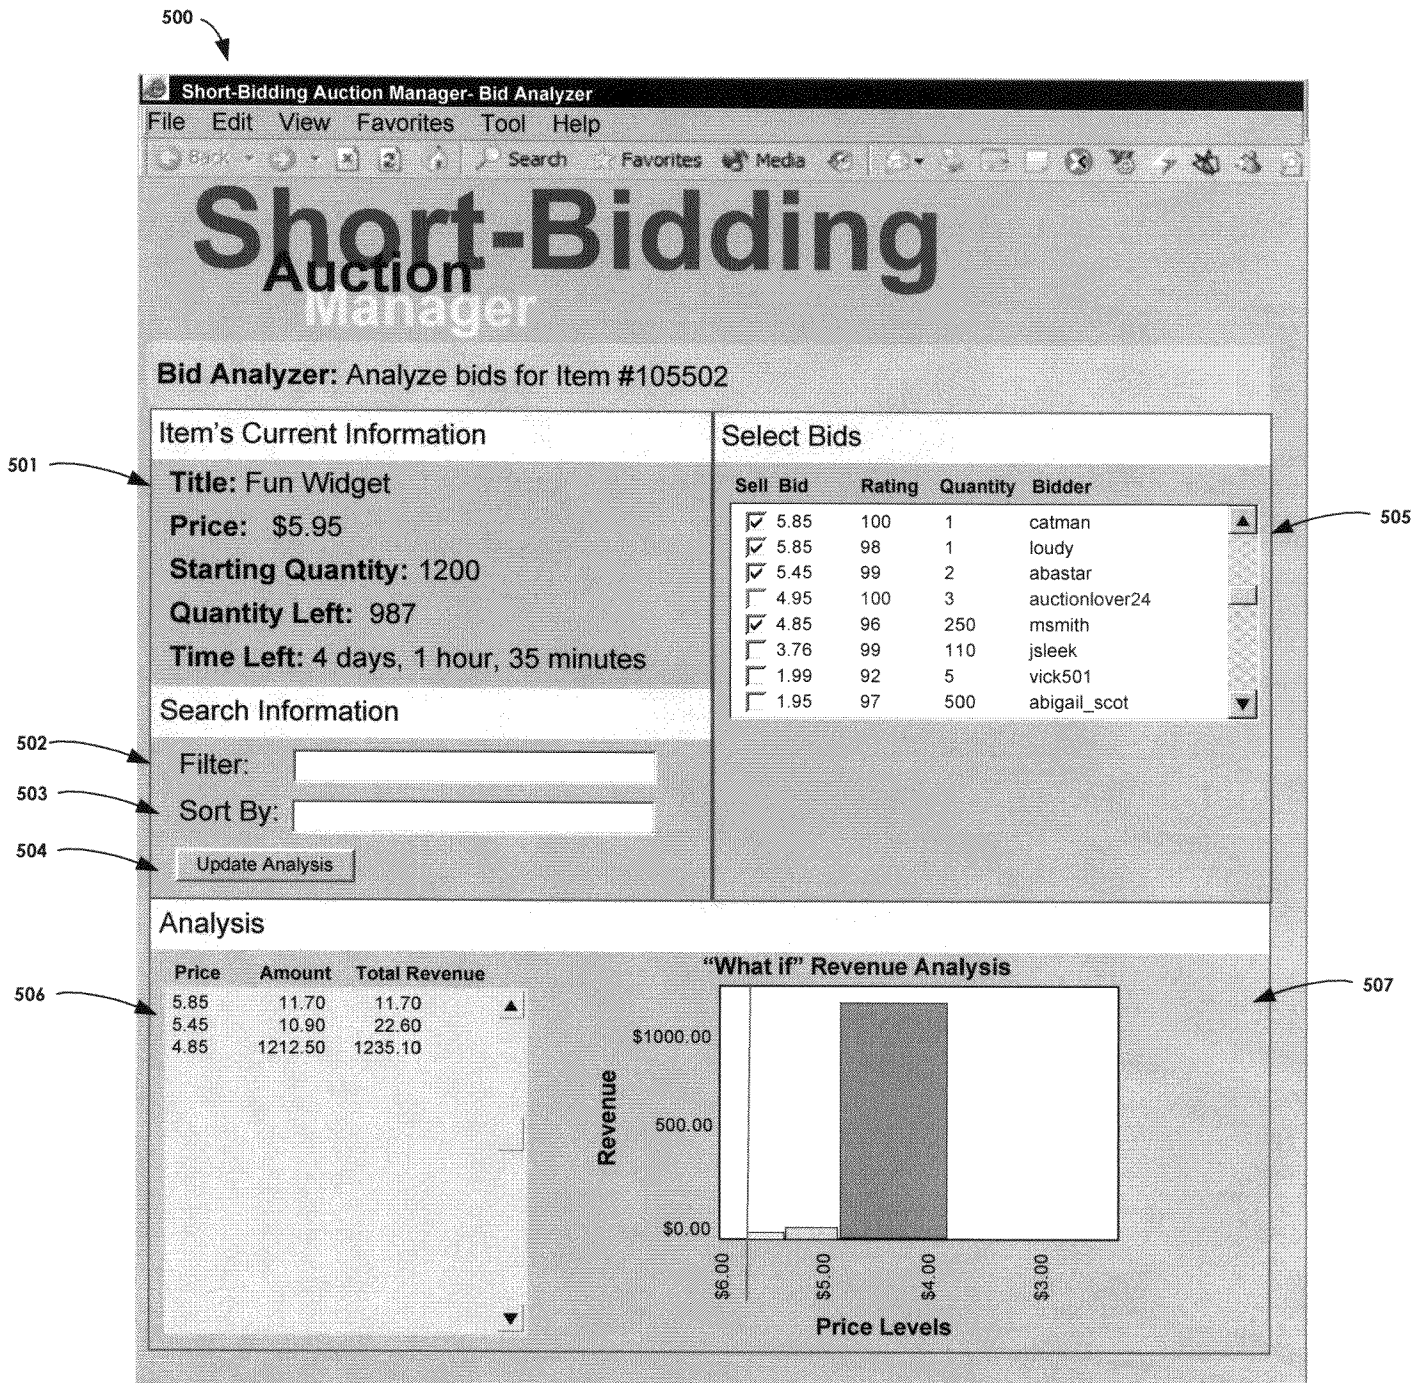 500
Short-Bidding Auction Manager- Bid Analyzer
File Edit View Favorites Tool Help
Back Search Favorites Media
Short-Bidding
Auction
Manager
Bid Analyzer: Analyze bids for Item #105502
Item's Current Information
501
Title: Fun Widget
Price: $5.95
Starting Quantity: 1200
Quantity Left: 987
Time Left: 4 days, 1 hour, 35 minutes
Select Bids
Sell Bid Rating Quantity Bidder
505
5.85 100 1 catman
5.85 98 1 loudy
5.45 99 2 abastar
4.95 100 3 auctionlover24
4.85 96 250 msmith
3.76 99 110 jsleek
1.99 92 5 vick501
1.95 97 500 abigail_scot
Search Information
502
Filter:
503
Sort By:
504
Update Analysis
Analysis
Price Amount Total Revenue
506
5.85 11.70 11.70
5.45 10.90 22.60
4.85 1212.50 1235.10
"What if" Revenue Analysis
507
Revenue
$1000.00
500.00
$0.00
$6.00 $5.00 $4.00 $3.00
Price Levels